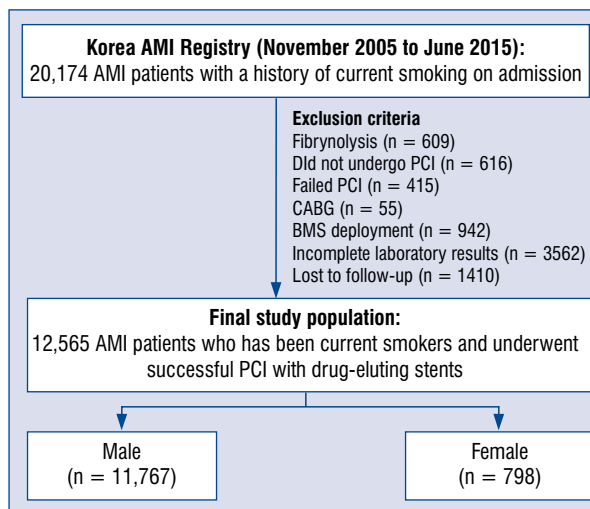 Korea AMI Registry (November 2005 to June 2015):
20,174 AMI patients with a history of current smoking on admission
Exclusion criteria
Fibrynolysis (n = 609)
DId not undergo PCI (n = 616)
Failed PCI (n = 415)
CABG (n = 55)
BMS deployment (n = 942)
Incomplete laboratory results (n = 3562)
Lost to follow-up (n = 1410)
Final study population:
12,565 AMI patients who has been current smokers and underwent
successful PCI with drug-eluting stents
Male
(n = 11,767)
Female
(n = 798)